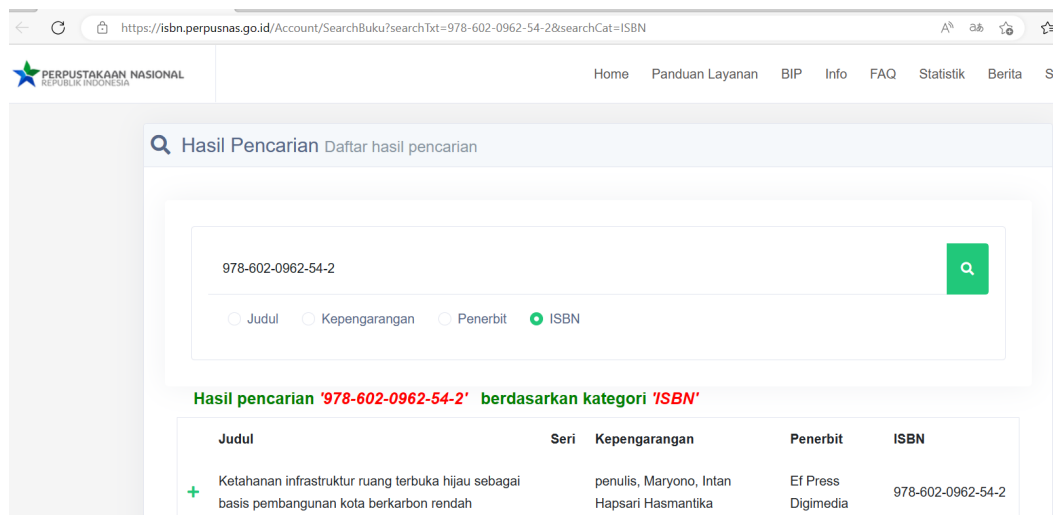 https://isbn.perpusnas.go.id/Account/SearchBuku?searchTxt=978-602-0962-54-2&searchCat=ISBN
PERPUSTAKAAN NASIONAL
REPUBLIK INDONESIA
Home Panduan Layanan BIP Info FAQ Statistik Berita S
Hasil Pencarian Daftar hasil pencarian
978-602-0962-54-2
Judul Kepengarangan Penerbit ISBN
Hasil pencarian '978-602-0962-54-2' berdasarkan kategori 'ISBN'
Judul Seri Kepengarangan Penerbit ISBN
Ketahanan infrastruktur ruang terbuka hijau sebagai penulis, Maryono, Intan Ef Press
basis pembangunan kota berkarbon rendah Hapsari Hasmantika Digimedia 978-602-0962-54-2